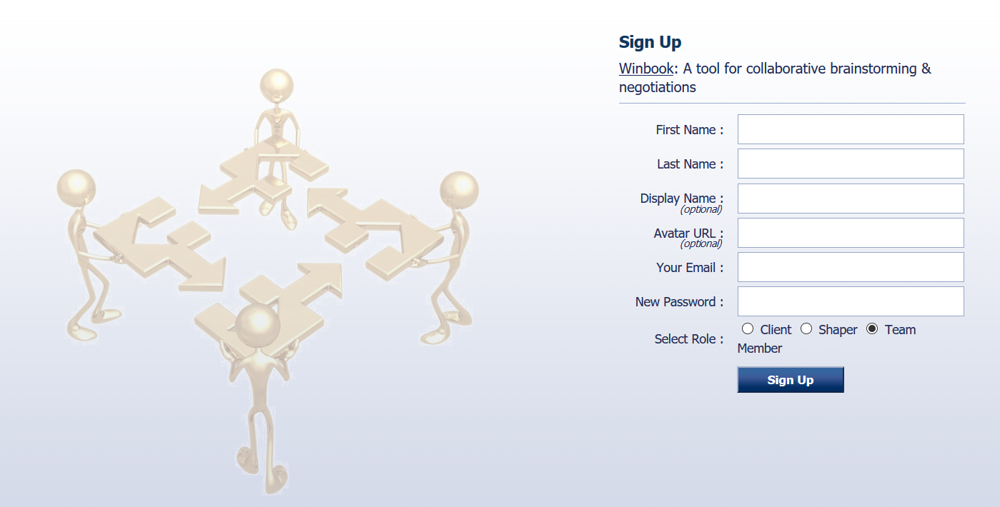 Sign Up
Winbook: A tool for collaborative brainstorming &
negotiations
First Name :
Last Name :
Display Name :
(optional)
Avatar URL :
(optional)
Your Email :
New Password :
Select Role :
Client Shaper Team
Member
Sign Up